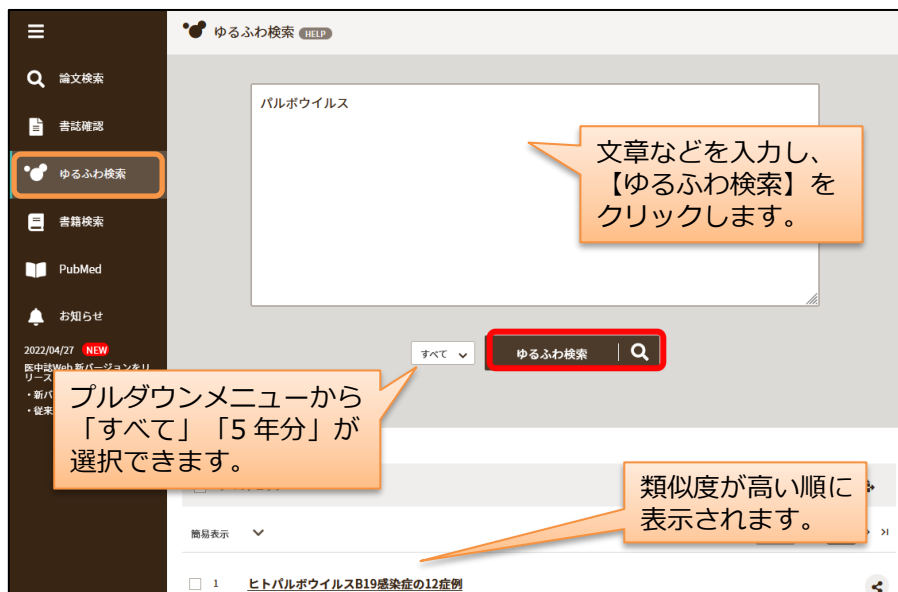 ゆるふわ検索 HELP
論文検索
書誌確認
ゆるふわ検索
書籍検索
PubMed
お知らせ
2022/04/27 NEW
医中誌Web 新バージョンをリ
リース
・新バ
・従来
パルボウイルス
文章などを入力し、
【ゆるふわ検索】を
クリックします。
すべて
ゆるふわ検索
プルダウンメニューから
「すべて」「5 年分」が
選択できます。
類似度が高い順に
表示されます。
簡易表示
1 ヒトパルボウイルスB19感染症の12症例